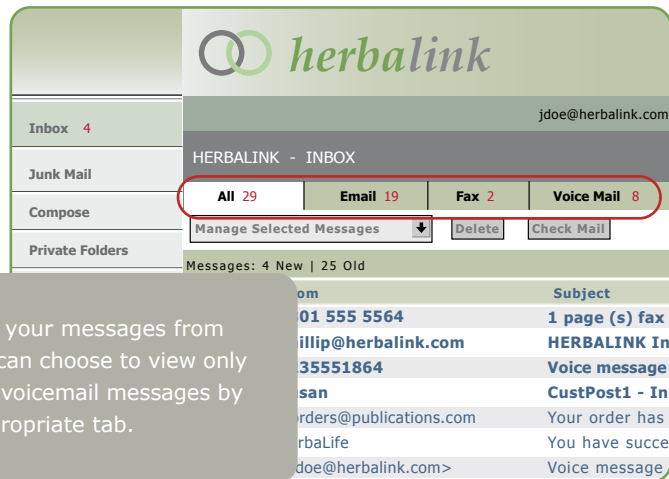 herbalink
jdoe@herbalink.com
Inbox 4
HERBALINK - INBOX
Junk Mail
All 29 Email 19 Fax 2 Voice Mail 8
Compose
Manage Selected Messages Delete Check Mail
Private Folders
Messages: 4 New | 25 Old
om Subject
01 555 5564 1 page (s) fax
illip@herbalink.com HERBALINK In
35551864 Voice message
san CustPost1 - In
rders@publications.com Your order has
rbaLife You have succe
doe@herbalink.com> Voice message
your messages from
can choose to view only
voicemail messages by
ropriate tab.